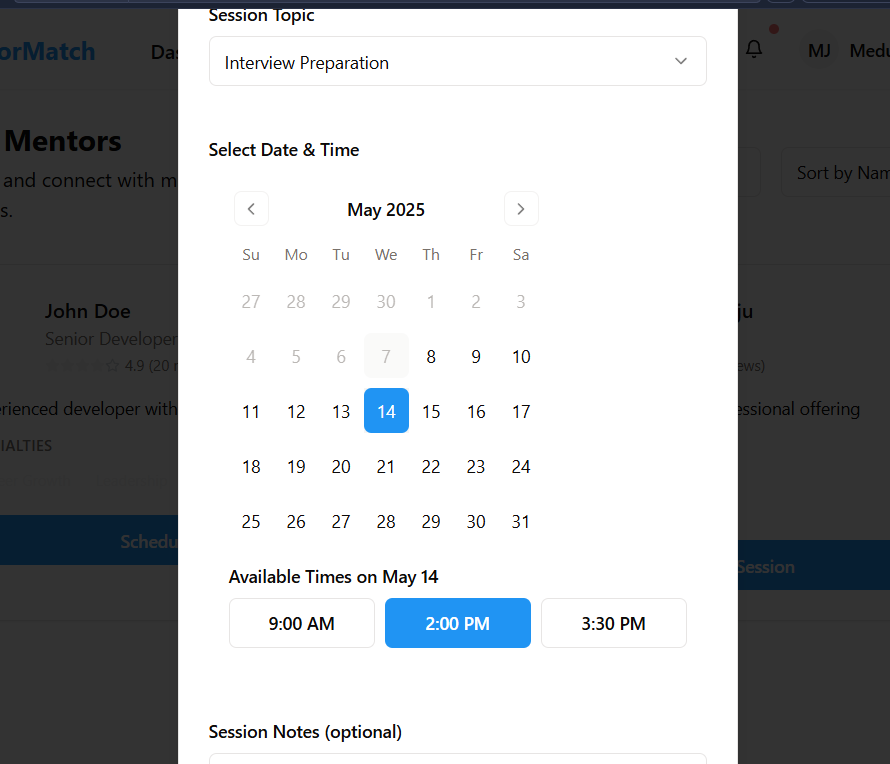 Session Topic
orMatch
Das
MJ
Medu
Interview Preparation
Mentors
Select Date & Time
and connect with m
Sort by Nam
s.
May 2025
Su Mo Tu We Th Fr Sa
27 28 29 30 1 2 3
John Doe
ju
Senior Developer
4 5 6 7 8 9 10
4.9 (20 r
ews)
erienced developer with
11 12 13 14 15 16 17
essional offering
IALTIES
18 19 20 21 22 23 24
25 26 27 28 29 30 31
Schedu
Session
Available Times on May 14
9:00 AM 2:00 PM 3:30 PM
Session Notes (optional)